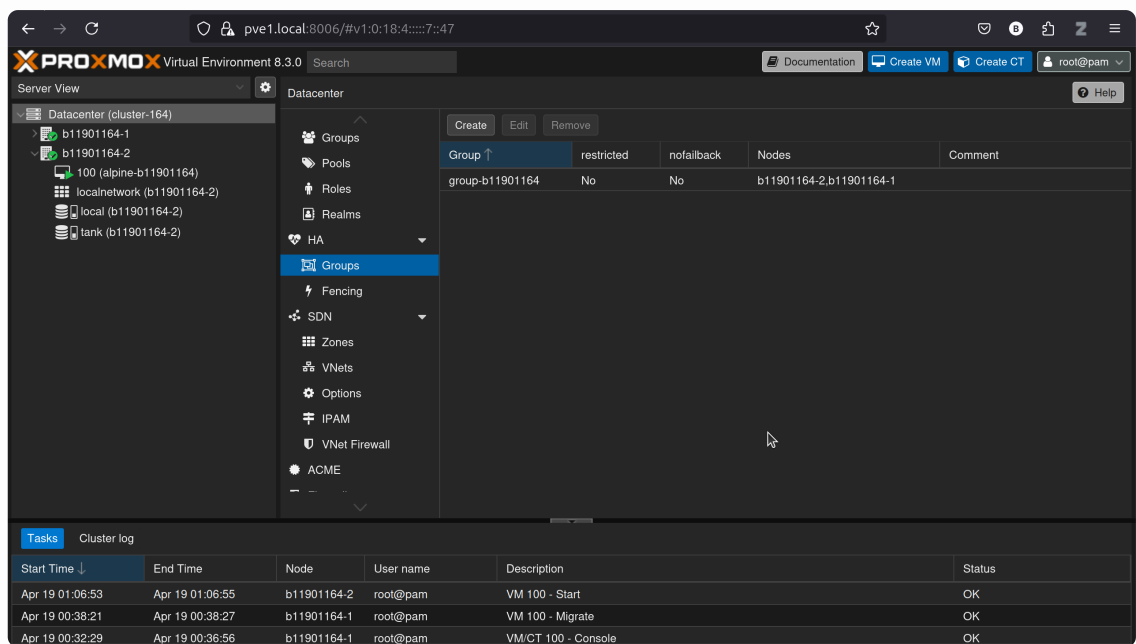 pve1.local:8006/#v1:0:18:4:::::7::47
B
Z
PROXMOX Virtual Environment 8.3.0 Search Documentation Create VM Create CT root@pam
Server View
Datacenter Help
Datacenter (cluster-164)
b11901164-1
b11901164-2
100 (alpine-b11901164)
localnetwork (b11901164-2)
local (b11901164-2)
tank (b11901164-2)
Groups
Pools
Roles
Realms
HA
Groups
Fencing
SDN
Zones
VNets
Options
IPAM
VNet Firewall
ACME
Create Edit Remove
Group restricted nofailback Nodes Comment
group-b11901164 No No b11901164-2,b11901164-1
Tasks Cluster log
Start Time End Time Node User name Description Status
Apr 19 01:06:53 Apr 19 01:06:55 b11901164-2 root@pam VM 100 - Start OK
Apr 19 00:38:21 Apr 19 00:38:27 b11901164-1 root@pam VM 100 - Migrate OK
Apr 19 00:32:29 Apr 19 00:36:56 b11901164-1 root@pam VM/CT 100 - Console OK